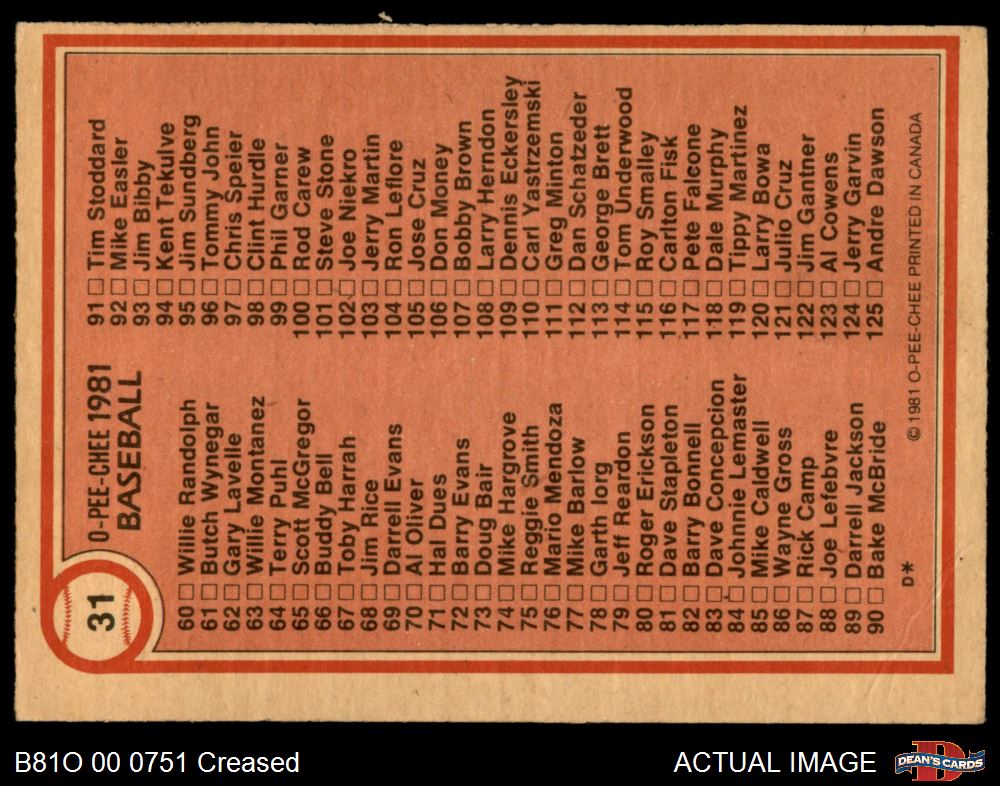 31
O-PEE-CHEE 1981
BASEBALL
60 Willie Randolph
61 Butch Wynegar
62 Gary Lavelle
63 Willie Montanez
64 Terry Puhl
65 Scott McGregor
66 Buddy Bell
67 Toby Harrah
68 Jim Rice
69 Darrell Evans
70 Al Oliver
71 Hal Dues
72 Barry Evans
73 Doug Bair
74 Mike Hargrove
75 Reggie Smith
76 Mario Mendoza
77 Mike Barlow
78 Garth Iorg
79 Jeff Reardon
80 Roger Erickson
81 Dave Stapleton
82 Barry Bonnell
83 Dave Concepcion
84 Johnnie Lemaster
85 Mike Caldwell
86 Wayne Gross
87 Rick Camp
88 Joe Lefebvre
89 Darrell Jackson
90 Bake McBride
91 Tim Stoddard
92 Mike Easler
93 Jim Bibby
94 Kent Tekulve
95 Jim Sundberg
96 Tommy John
97 Chris Speier
98 Clint Hurdle
99 Phil Garner
100 Rod Carew
101 Steve Stone
102 Joe Niekro
103 Jerry Martin
104 Ron Leflore
105 Jose Cruz
106 Don Money
107 Bobby Brown
108 Larry Herndon
109 Dennis Eckersley
110 Carl Yastrzemski
111 Greg Minton
112 Dan Schatzeder
113 George Brett
114 Tom Underwood
115 Roy Smalley
116 Carlton Fisk
117 Pete Falcone
118 Dale Murphy
119 Tippy Martinez
120 Larry Bowa
121 Julio Cruz
122 Jim Gantner
123 Al Cowens
124 Jerry Garvin
125 Andre Dawson
D*
© 1981 O-PEE-CHEE PRINTED IN CANADA
B81O 00 0751 Creased
ACTUAL IMAGE
DEAN'S CARDS